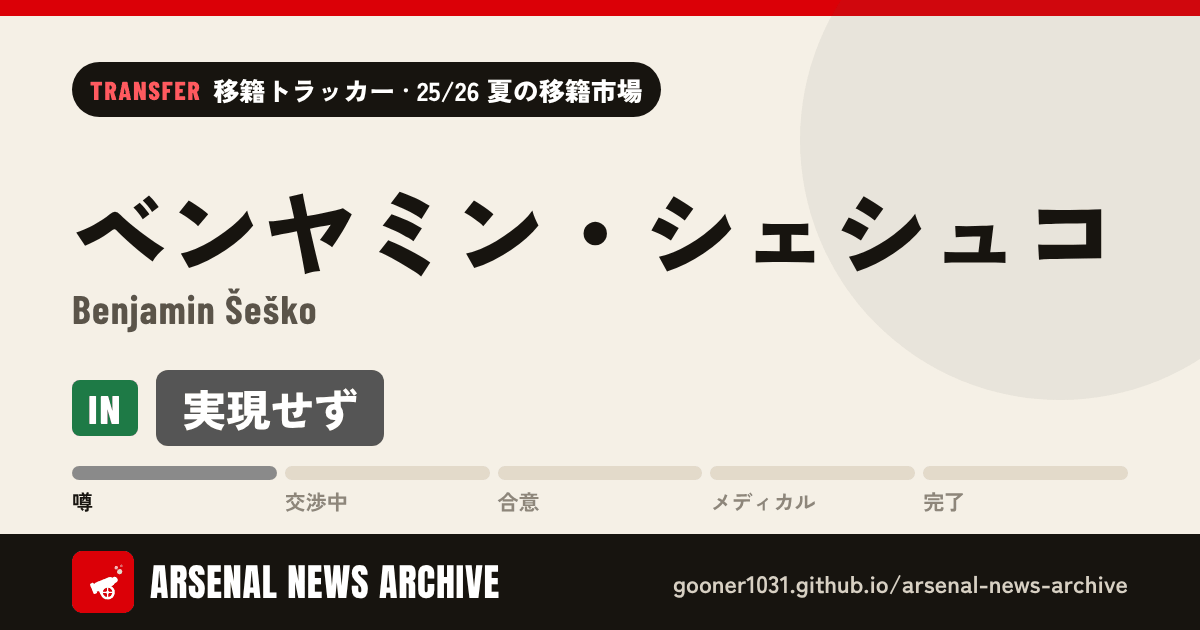 TRANSFER 移籍トラッカー · 25/26 夏の移籍市場
ベンヤミン・シェシュコ
Benjamin Šeško
IN 実現せず
噂 交渉中 合意 メディカル 完了
ARSENAL NEWS ARCHIVE gooner1031.github.io/arsenal-news-archive